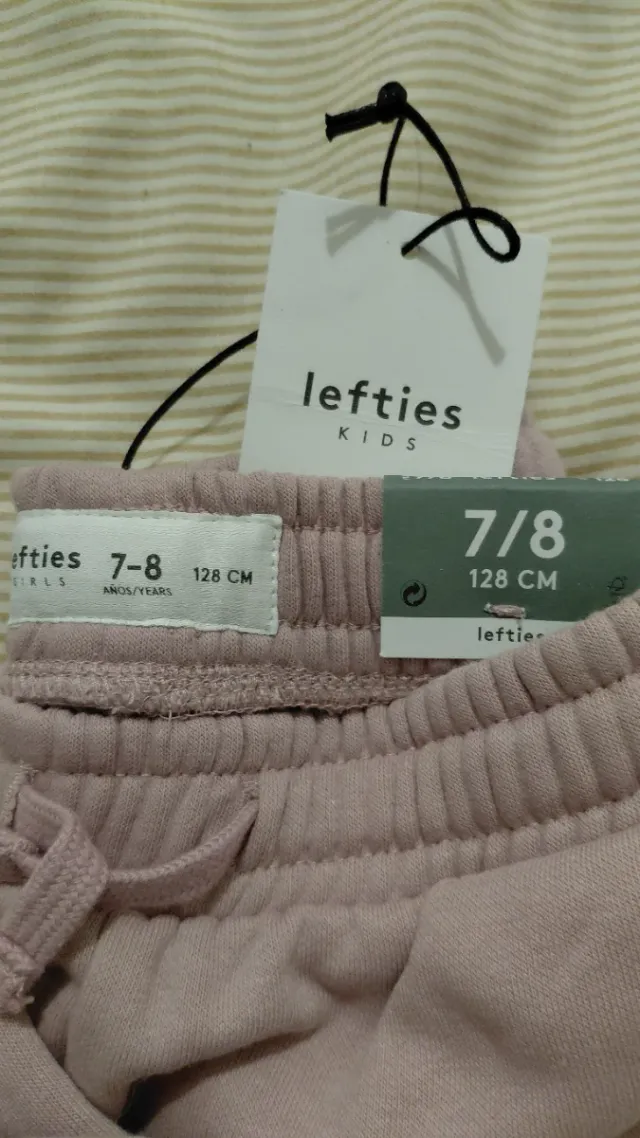 lefties
KIDS
efties
GIRLS
7-8
AÑOS/YEARS
128 CM
7/8
128 CM
lefties